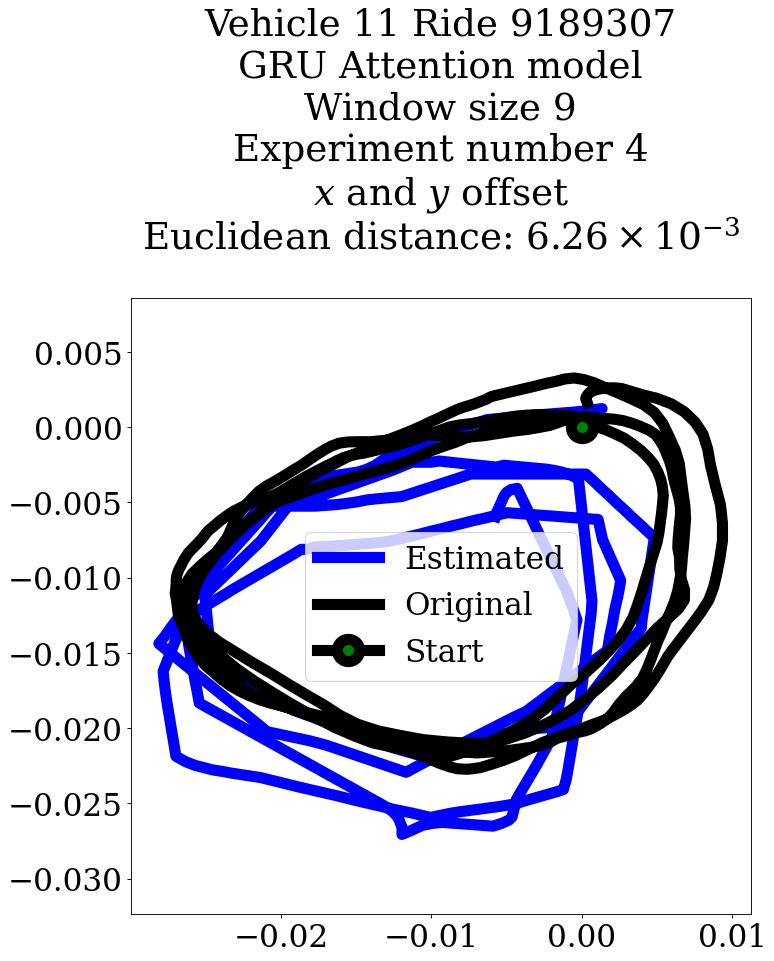 Vehicle 11 Ride 9189307
GRU Attention model
Window size 9
Experiment number 4
x and y offset
Euclidean distance: 6.26 × 10⁻³
0.005
0.000
−0.005
−0.010
−0.015
−0.020
−0.025
−0.030
Estimated
Original
Start
−0.02
−0.01
0.00
0.01